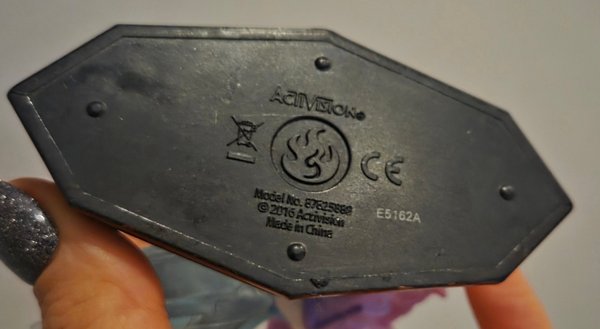 ACTIVISION®
Model No. 87625889
© 2016 Activision
Made in China
E5162A
CE